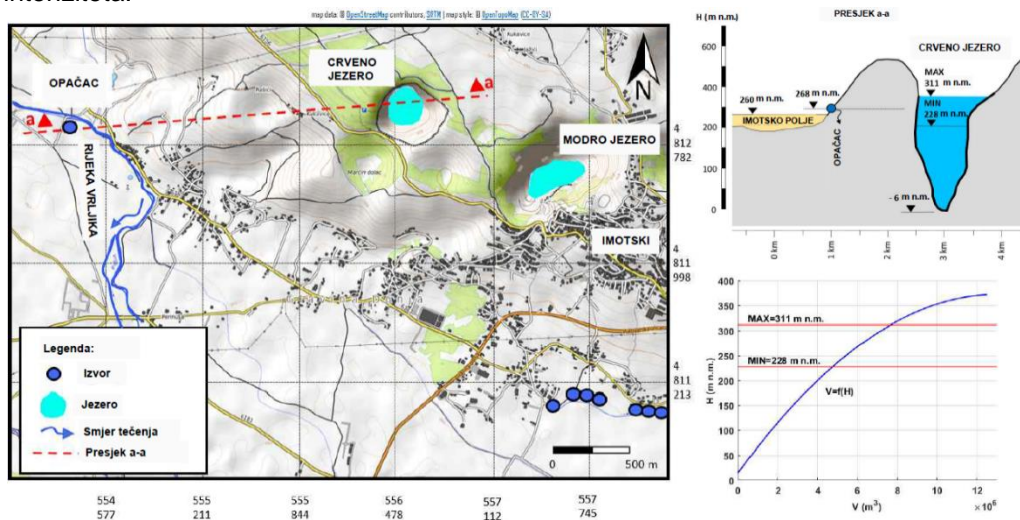 map data: © OpenStreetMap contributors, SRTM | map style: © OpenTopoMap (CC-BY-SA)
OPAČAC
CRVENO
JEZERO
N
a
a
MODRO JEZERO
RIJEKA VRLJIKA
IMOTSKI
4
812
782
4
811
998
4
811
213
Legenda:
Izvor
Jezero
Smjer tečenja
Presjek a-a
0
500 m
554
577
555
211
555
844
556
478
557
112
557
745
H (m n.m.)
PRESJEK a-a
600
400
300
200
100
0
CRVENO JEZERO
MAX
311 m n.m.
MIN
228 m n.m.
260 m n.m.
268 m n.m.
IMOTSKO POLJE
OPAČAC
- 6 m n.m.
0 km
1 km
2 km
3 km
4 km
H (m n.m.)
400
350
300
250
200
150
100
50
0
MAX=311 m n.m.
MIN=228 m n.m.
V=f(H)
0
2
4
6
8
10
12
V (m³)
×10⁶